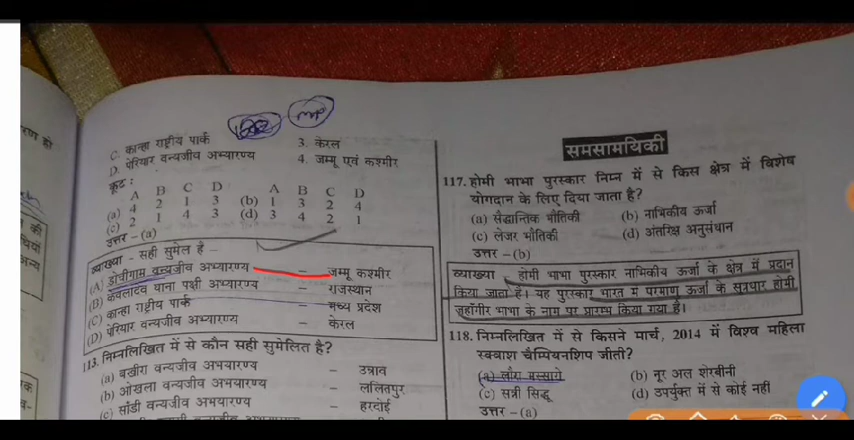 C. कान्हा राष्ट्रीय पार्क 3. केरल
D. पेरियार वन्यजीव अभ्यारण्य 4. जम्मू एवं कश्मीर
कूट :
A B C D A B C D
(a) 4 2 1 3 (b) 1 3 2 4
(c) 2 1 4 3 (d) 3 4 2 1
उत्तर –(a)
व्याख्या - सही सुमेल है –
(A) डोचीगाम वन्यजीव अभ्यारण्य – जम्मू कश्मीर
(B) केवलादेव धाना पक्षी अभ्यारण्य – राजस्थान
(C) कान्हा राष्ट्रीय पार्क – मध्य प्रदेश
(D) पेरियार वन्यजीव अभ्यारण्य – केरल
113. निम्नलिखित में से कौन सही सुमेलित है?
(a) बखीरा वन्यजीव अभयारण्य – उन्नाव
(b) ओखला वन्यजीव अभयारण्य – ललितपुर
(c) सांडी वन्यजीव अभयारण्य – हरदोई
समसामयिकी
117. होमी भाभा पुरस्कार निम्न में से किस क्षेत्र में विशेष
योगदान के लिए दिया जाता है?
(a) सैद्धान्तिक भौतिकी (b) नाभिकीय ऊर्जा
(c) लेजर भौतिकी (d) अंतरिक्ष अनुसंधान
उत्तर –(b)
व्याख्या : होमी भाभा पुरस्कार नाभिकीय ऊर्जा के क्षेत्र में प्रदान
किया जाता है। यह पुरस्कार भारत में परमाणु ऊर्जा के सूत्रधार होमी
जहाँगीर भाभा के नाम पर प्रारम्भ किया गया है।
118. निम्नलिखित में से किसने मार्च, 2014 में विश्व महिला
स्क्वाश चैम्पियनशिप जीती?
(a) लौरा मस्सारो (b) नूर अल शेरबीनी
(c) सन्नी सिद्धू (d) उपर्युक्त में से कोई नहीं
उत्तर –(a)